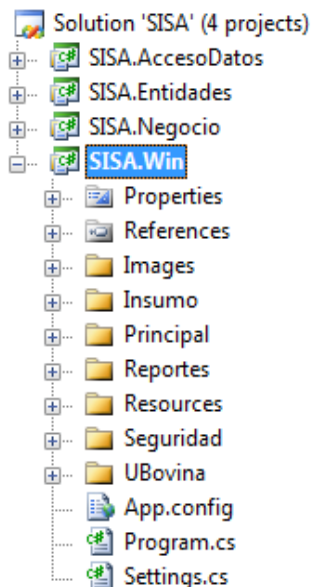 Solution 'SISA' (4 projects)
SISA.AccesoDatos
SISA.Entidades
SISA.Negocio
SISA.Win
Properties
References
Images
Insumo
Principal
Reportes
Resources
Seguridad
UBovina
App.config
Program.cs
Settings.cs